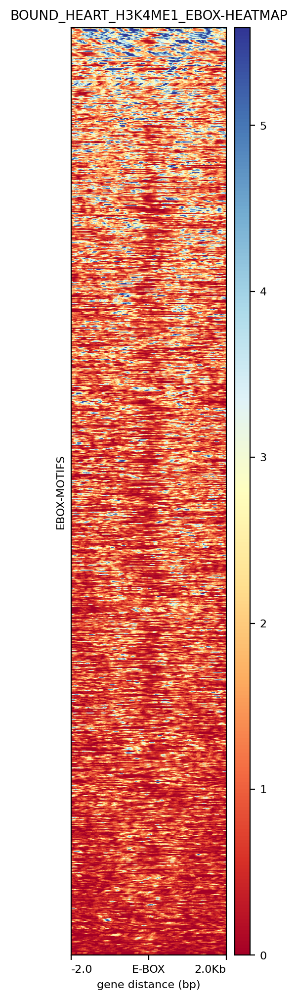 BOUND_HEART_H3K4ME1_EBOX-HEATMAP
5
4
3
2
1
0
EBOX-MOTIFS
-2.0 E-BOX 2.0Kb
gene distance (bp)